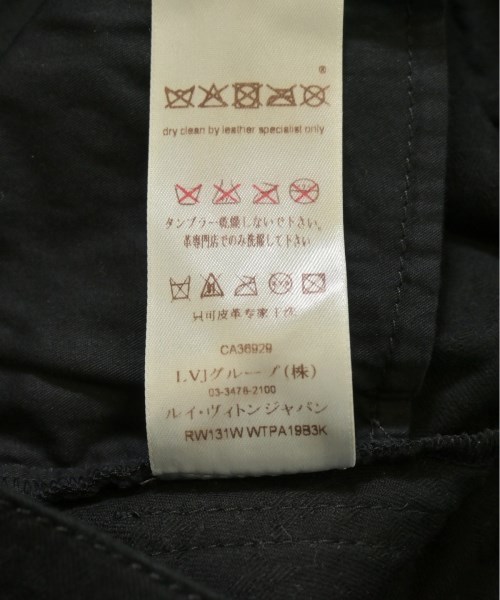 ®
dry clean by leather specialist only
タンブラー乾燥しないで下さい。
革専門店でのみ洗濯して下さい
只可皮革专家干作
CA36929
LVJグループ(株)
03-3478-2100
ルイ・ヴィトンジャパン
RW131W WTPA19B3K